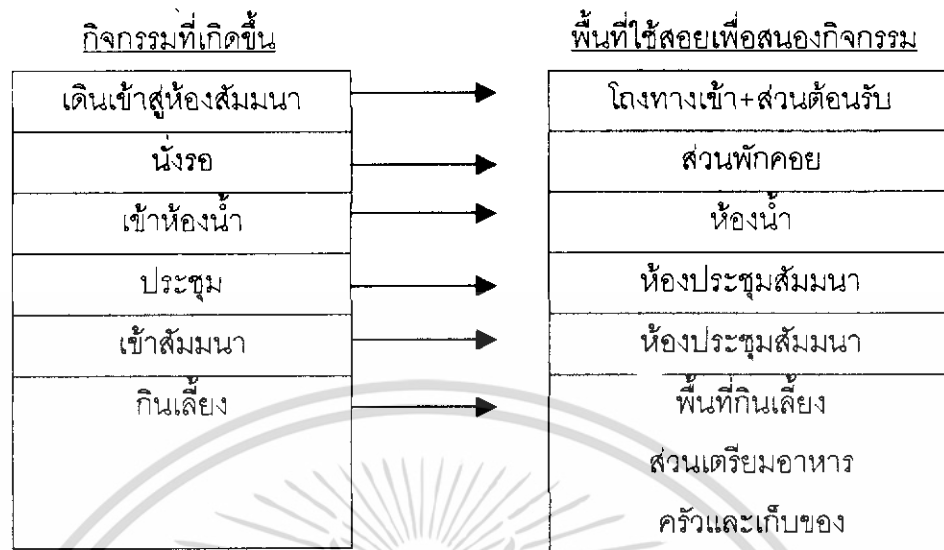 กิจกรรมที่เกิดขึ้น พื้นที่ใช้สอยเพื่อสนองกิจกรรม
เดินเข้าสู่ห้องสัมมนา โถงทางเข้า+ส่วนต้อนรับ
นั่งรอ ส่วนพักคอย
เข้าห้องน้ำ ห้องน้ำ
ประชุม ห้องประชุมสัมมนา
เข้าสัมมนา ห้องประชุมสัมมนา
กินเลี้ยง พื้นที่กินเลี้ยง
ส่วนเตรียมอาหาร
ครัวและเก็บของ